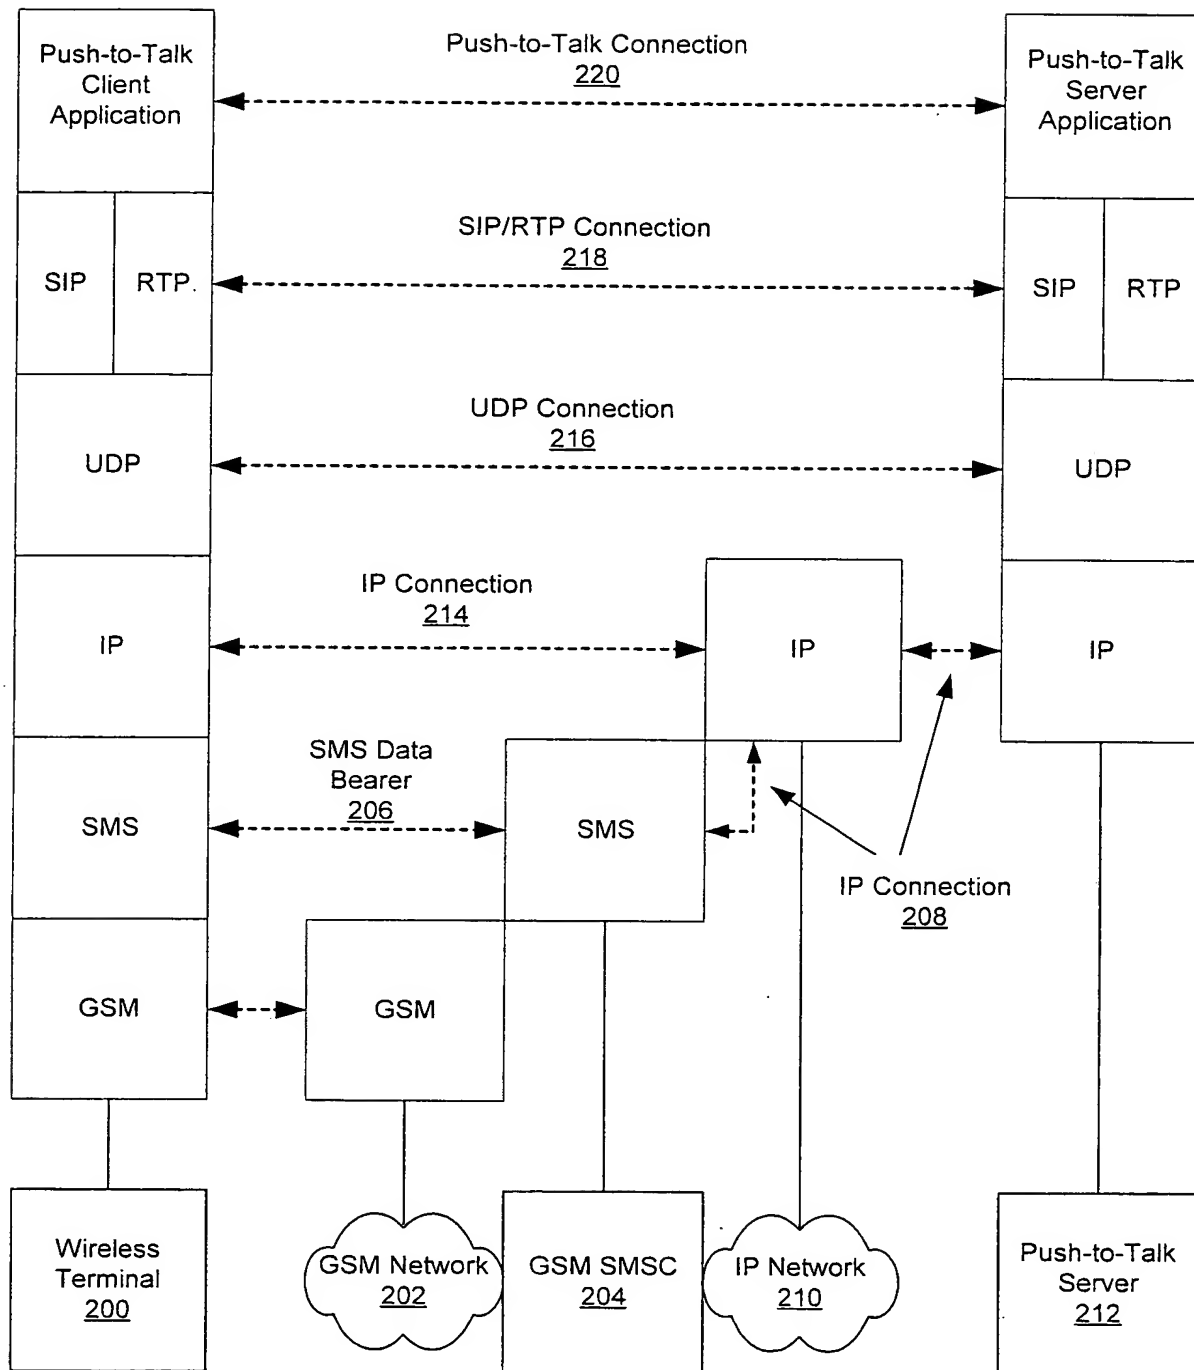 Push-to-Talk
Client
Application
Push-to-Talk Connection
220
Push-to-Talk
Server
Application
SIP
RTP
SIP/RTP Connection
218
SIP
RTP
UDP
UDP Connection
216
UDP
IP
IP Connection
214
IP
IP
SMS
SMS Data
Bearer
206
SMS
IP Connection
208
GSM
GSM
Wireless
Terminal
200
GSM Network
202
GSM SMSC
204
IP Network
210
Push-to-Talk
Server
212